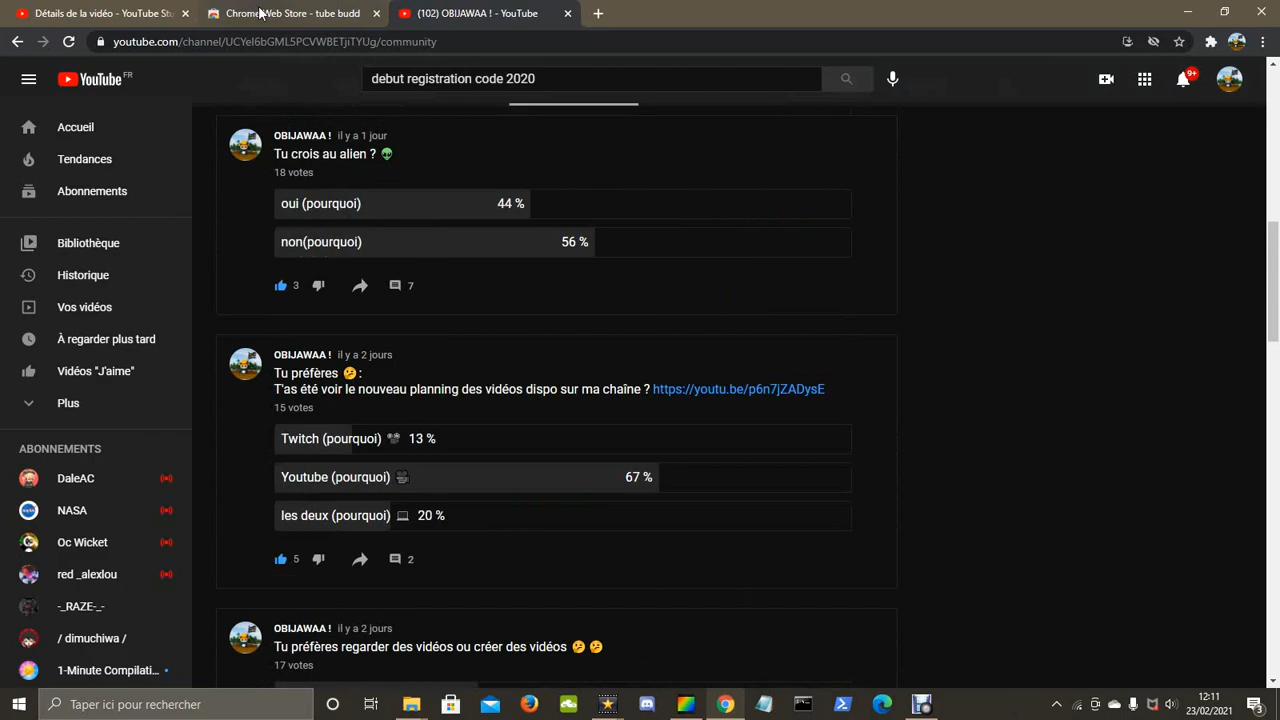 Détails de la vidéo - YouTube St
Chrome Web Store - tube budd
(102) OBIJAWAA ! - YouTube
youtube.com/channel/UCYeI6bGML5PCVWBETjiTYUg/community
YouTube FR
debut registration code 2020
9+
Accueil
Tendances
Abonnements
Bibliothèque
Historique
Vos vidéos
À regarder plus tard
Vidéos "J'aime"
Plus
ABONNEMENTS
DaleAC
NASA
Oc Wicket
red _alexlou
-_RAZE-_-
/ dimuchiwa /
1-Minute Compilati...
OBIJAWAA ! il y a 1 jour
Tu crois au alien ? 👽
18 votes
oui (pourquoi) 44 %
non(pourquoi) 56 %
3 7
OBIJAWAA ! il y a 2 jours
Tu préfères 🤔:
T'as été voir le nouveau planning des vidéos dispo sur ma chaîne ? https://youtu.be/p6n7jZADysE
15 votes
Twitch (pourquoi) 📽 13 %
Youtube (pourquoi) 🎥 67 %
les deux (pourquoi) 💻 20 %
5 2
OBIJAWAA ! il y a 2 jours
Tu préfères regarder des vidéos ou créer des vidéos 🤔 🤔
17 votes
Taper ici pour rechercher
12:11
23/02/2021
3